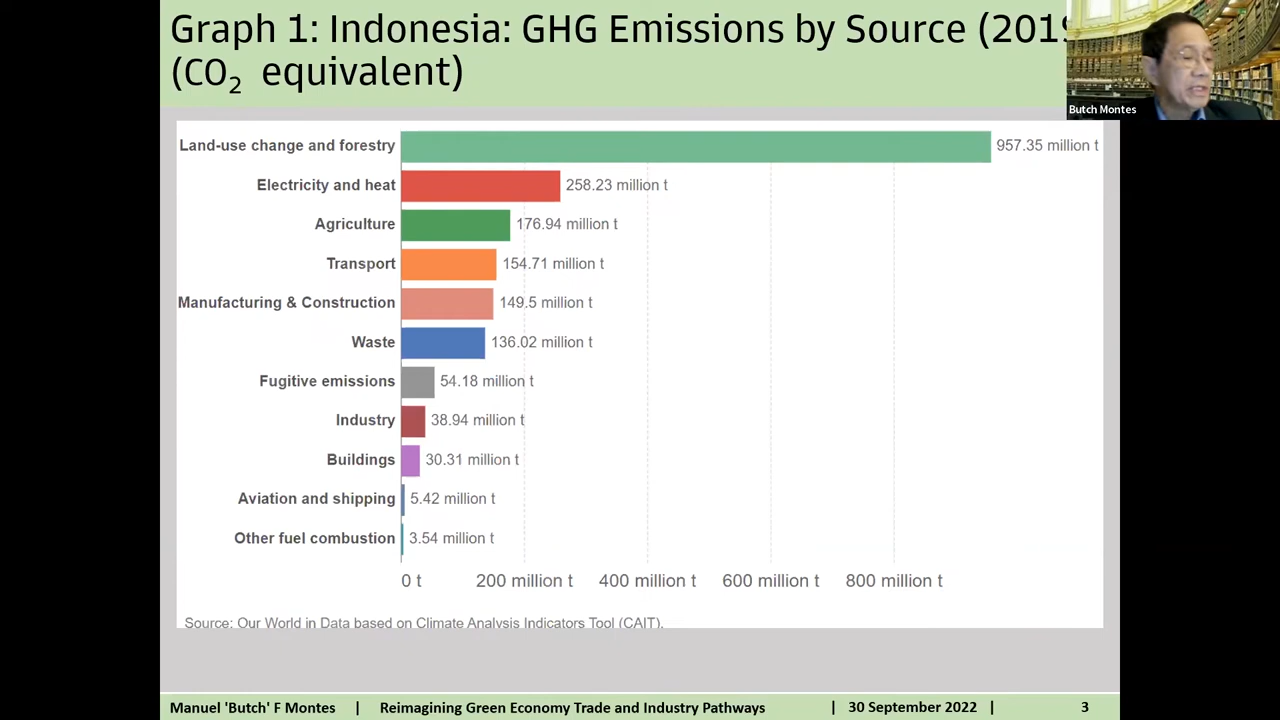 Graph 1: Indonesia: GHG Emissions by Source (201
(CO₂ equivalent)
Butch Montes
Land-use change and forestry 957.35 million t
Electricity and heat 258.23 million t
Agriculture 176.94 million t
Transport 154.71 million t
Manufacturing & Construction 149.5 million t
Waste 136.02 million t
Fugitive emissions 54.18 million t
Industry 38.94 million t
Buildings 30.31 million t
Aviation and shipping 5.42 million t
Other fuel combustion 3.54 million t
0 t 200 million t 400 million t 600 million t 800 million t
Source: Our World in Data based on Climate Analysis Indicators Tool (CAIT).
Manuel 'Butch' F Montes | Reimagining Green Economy Trade and Industry Pathways | 30 September 2022 | 3